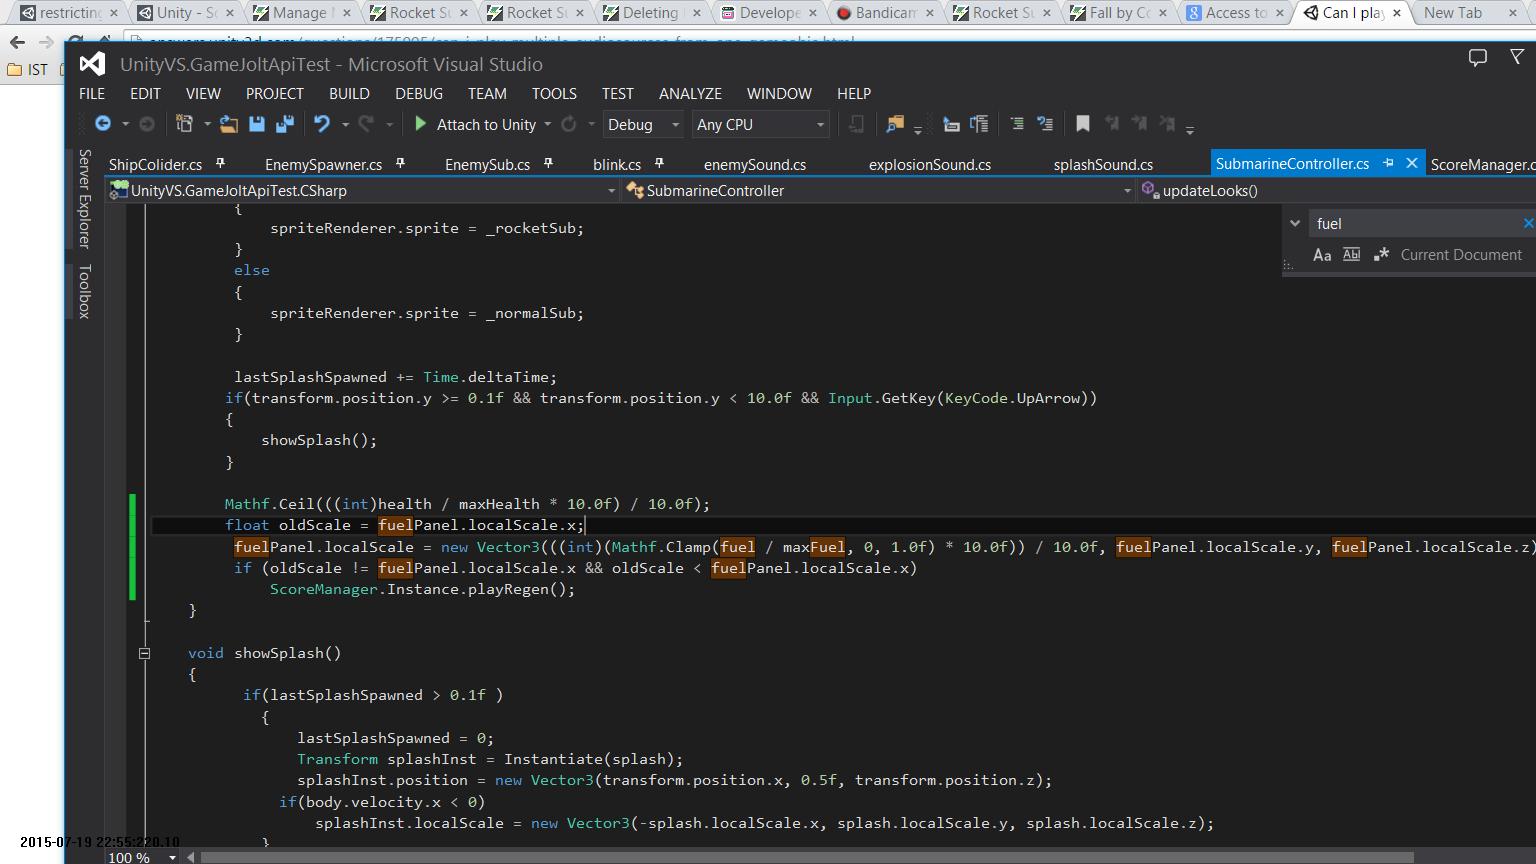 restricting Unity - Sc Manage Rocket Su Rocket Su Deleting Develope Bandicam Rocket Su Fall by Co Access to Can I play New Tab
IST
UnityVS.GameJoltApiTest - Microsoft Visual Studio
FILE EDIT VIEW PROJECT BUILD DEBUG TEAM TOOLS TEST ANALYZE WINDOW HELP
Attach to Unity Debug Any CPU
ShipColider.cs EnemySpawner.cs EnemySub.cs blink.cs enemySound.cs explosionSound.cs splashSound.cs SubmarineController.cs ScoreManager.c
UnityVS.GameJoltApiTest.CSharp SubmarineController updateLooks()
Server Explorer
Toolbox
fuel
Aa Abl Current Document
{
spriteRenderer.sprite = _rocketSub;
}
else
{
spriteRenderer.sprite = _normalSub;
}
lastSplashSpawned += Time.deltaTime;
if(transform.position.y >= 0.1f && transform.position.y < 10.0f && Input.GetKey(KeyCode.UpArrow))
{
showSplash();
}
Mathf.Ceil(((int)health / maxHealth * 10.0f) / 10.0f);
float oldScale = fuelPanel.localScale.x;
fuelPanel.localScale = new Vector3(((int)(Mathf.Clamp(fuel / maxFuel, 0, 1.0f) * 10.0f)) / 10.0f, fuelPanel.localScale.y, fuelPanel.localScale.z)
if (oldScale != fuelPanel.localScale.x && oldScale < fuelPanel.localScale.x)
ScoreManager.Instance.playRegen();
}
void showSplash()
{
if(lastSplashSpawned > 0.1f )
{
lastSplashSpawned = 0;
Transform splashInst = Instantiate(splash);
splashInst.position = new Vector3(transform.position.x, 0.5f, transform.position.z);
if(body.velocity.x < 0)
splashInst.localScale = new Vector3(-splash.localScale.x, splash.localScale.y, splash.localScale.z);
}
2015-07-19
100 %